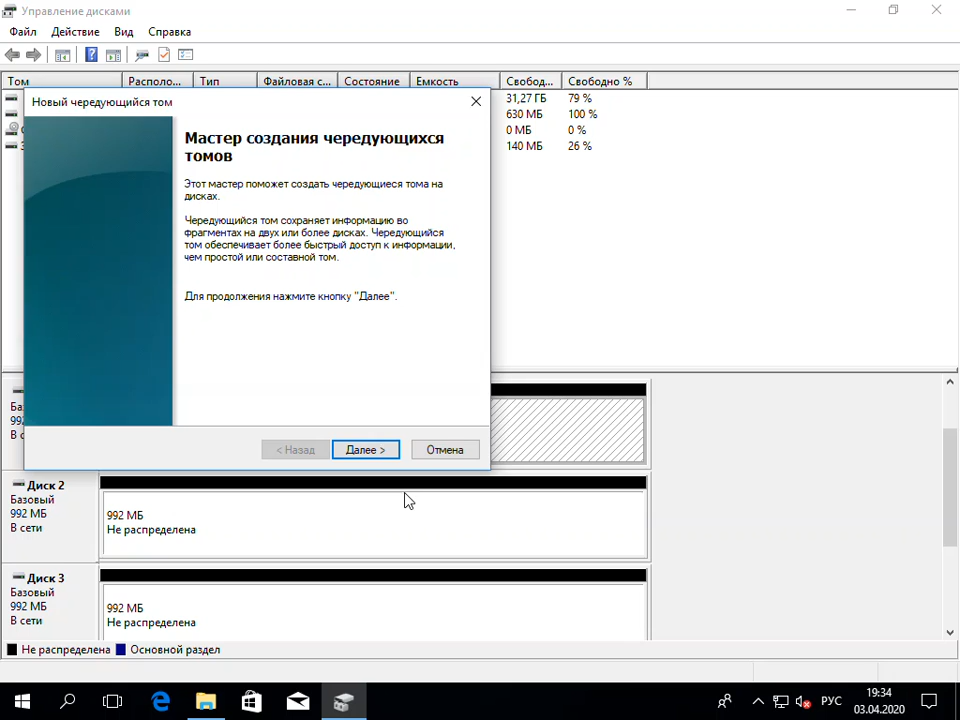 Управление дисками
Файл Действие Вид Справка
Том Располо... Тип Файловая с... Состояние Емкость Свобод... Свободно %
31,27 ГБ 79 %
630 МБ 100 %
0 МБ 0 %
140 МБ 26 %
Новый чередующийся том
Мастер создания чередующихся
томов
Этот мастер поможет создать чередующиеся тома на
дисках.
Чередующийся том сохраняет информацию во
фрагментах на двух или более дисках. Чередующийся
том обеспечивает более быстрый доступ к информации,
чем простой или составной том.
Для продолжения нажмите кнопку "Далее".
< Назад Далее > Отмена
Диск 2
Базовый
992 МБ
В сети
992 МБ
Не распределена
Диск 3
Базовый
992 МБ
В сети
992 МБ
Не распределена
Не распределена Основной раздел
РУС
19:34
03.04.2020